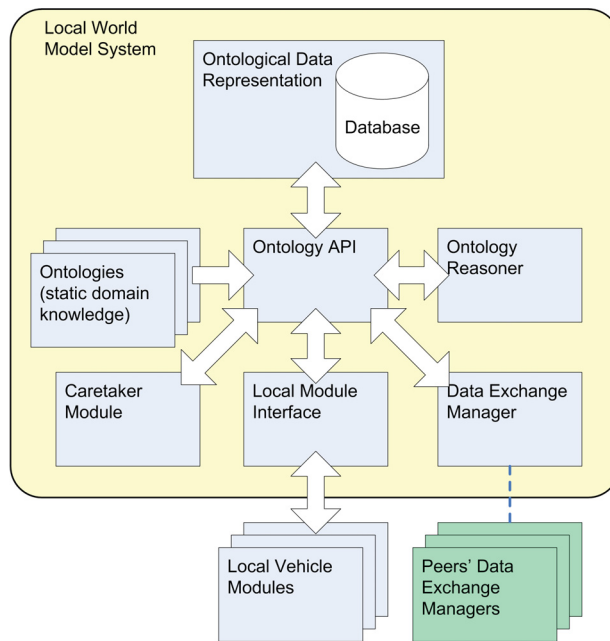 Local World
Model System
Ontological Data
Representation
Database
Ontologies
(static domain
knowledge)
Ontology API
Ontology
Reasoner
Caretaker
Module
Local Module
Interface
Data Exchange
Manager
Local Vehicle
Modules
Peers' Data
Exchange
Managers